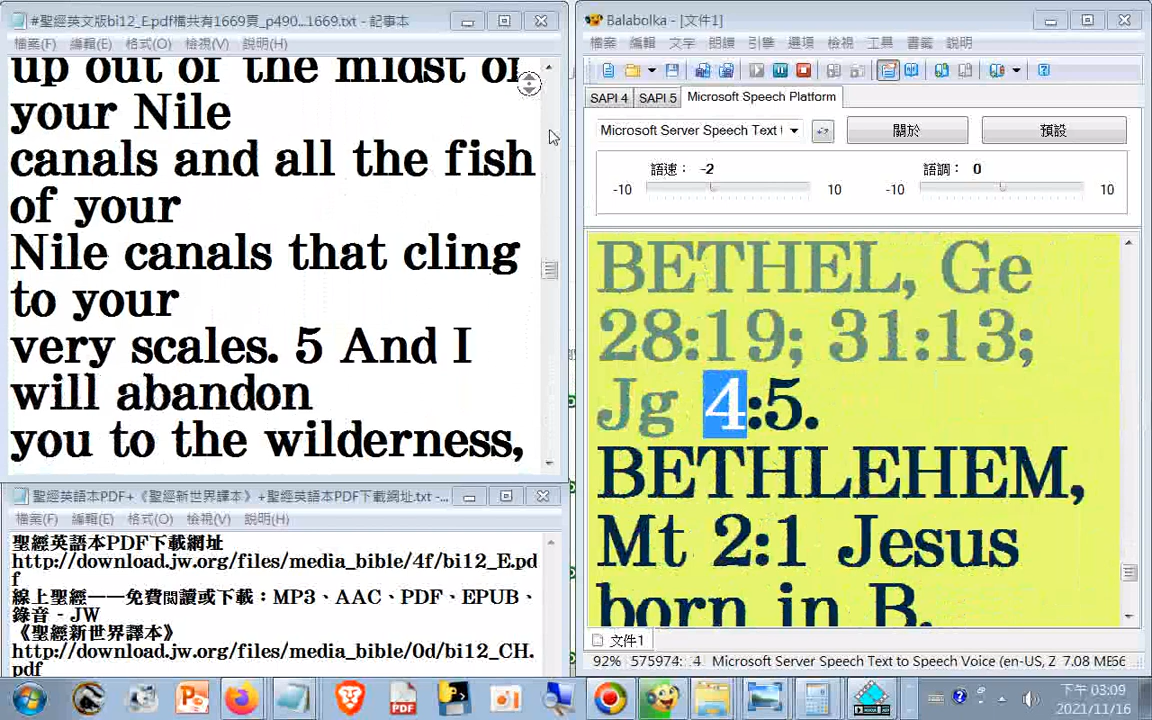 #聖經英文版bi12_E.pdf檔共有1669頁_p490...1669.txt - 記事本
檔案(F) 編輯(E) 格式(O) 檢視(V) 說明(H)
up out of the midst of
your Nile
canals and all the fish
of your
Nile canals that cling
to your
very scales. 5 And I
will abandon
you to the wilderness,
聖經英語本PDF+《聖經新世界譯本》+聖經英語本PDF下載網址.txt -...
檔案(F) 編輯(E) 格式(O) 檢視(V) 說明(H)
聖經英語本PDF下載網址
http://download.jw.org/files/media_bible/4f/bi12_E.pd
f
線上聖經——免費閱讀或下載：MP3、AAC、PDF、EPUB、
錄音 - JW
《聖經新世界譯本》
http://download.jw.org/files/media_bible/0d/bi12_CH.
pdf
Balabolka - [文件1]
檔案 編輯 文字 朗讀 引擎 選項 檢視 工具 書籤 說明
SAPI 4 SAPI 5 Microsoft Speech Platform
Microsoft Server Speech Text 關於 預設
語速： -2 語調： 0
-10 10 -10 10
BETHEL, Ge
28:19; 31:13;
Jg 4:5.
BETHLEHEM,
Mt 2:1 Jesus
born in B.
文件1
92% 575974: 4 Microsoft Server Speech Text to Speech Voice (en-US, Z 7.08 ME
下午 03:09
2021/11/16